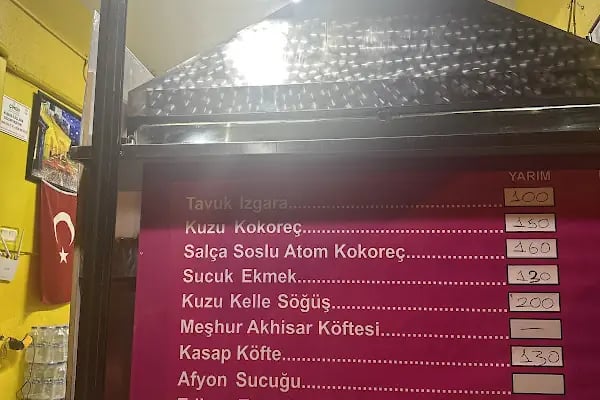 YARIM
Tavuk Izgara 100
Kuzu Kokoreç 150
Salça Soslu Atom Kokoreç 160
Sucuk Ekmek 130
Kuzu Kelle Söğüş 200
Meşhur Akhisar Köftesi —
Kasap Köfte 130
Afyon Sucuğu